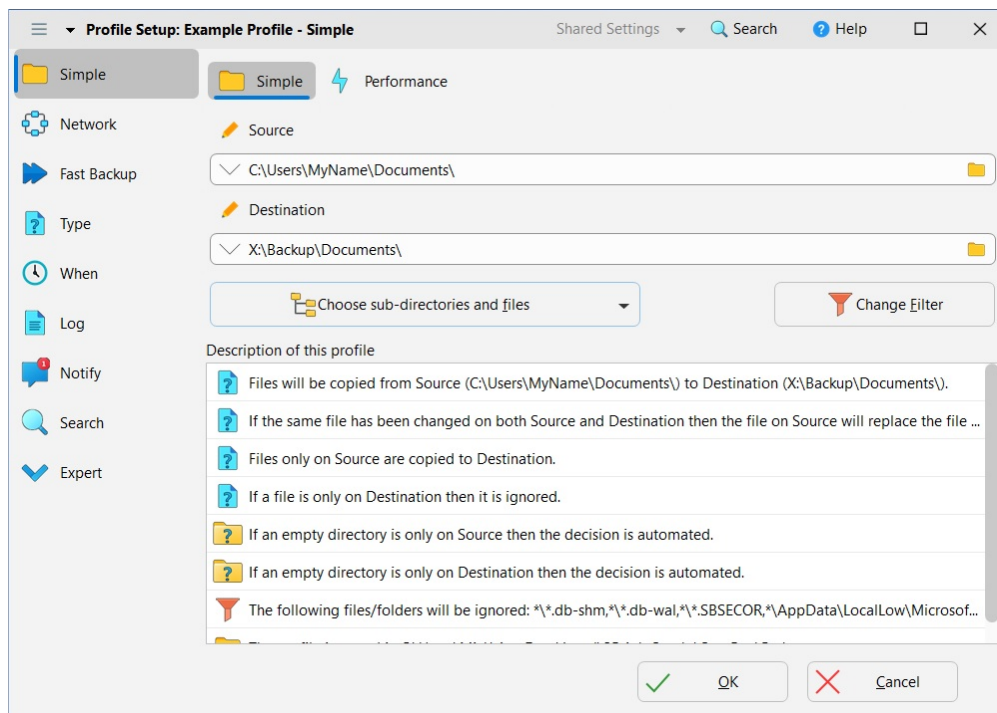 Profile Setup: Example Profile - Simple
Shared Settings
Search
Help
Simple
Network
Fast Backup
Type
When
Log
1
Notify
Search
Expert
Simple
Performance
Source
C:\Users\MyName\Documents\
Destination
X:\Backup\Documents\
Choose sub-directories and files
Change Filter
Description of this profile
Files will be copied from Source (C:\Users\MyName\Documents\) to Destination (X:\Backup\Documents\).
If the same file has been changed on both Source and Destination then the file on Source will replace the file ...
Files only on Source are copied to Destination.
If a file is only on Destination then it is ignored.
If an empty directory is only on Source then the decision is automated.
If an empty directory is only on Destination then the decision is automated.
The following files/folders will be ignored: *\*.db-shm,*\*.db-wal,*\*.SBSECOR,*\AppData\LocalLow\Microsof...
OK
Cancel